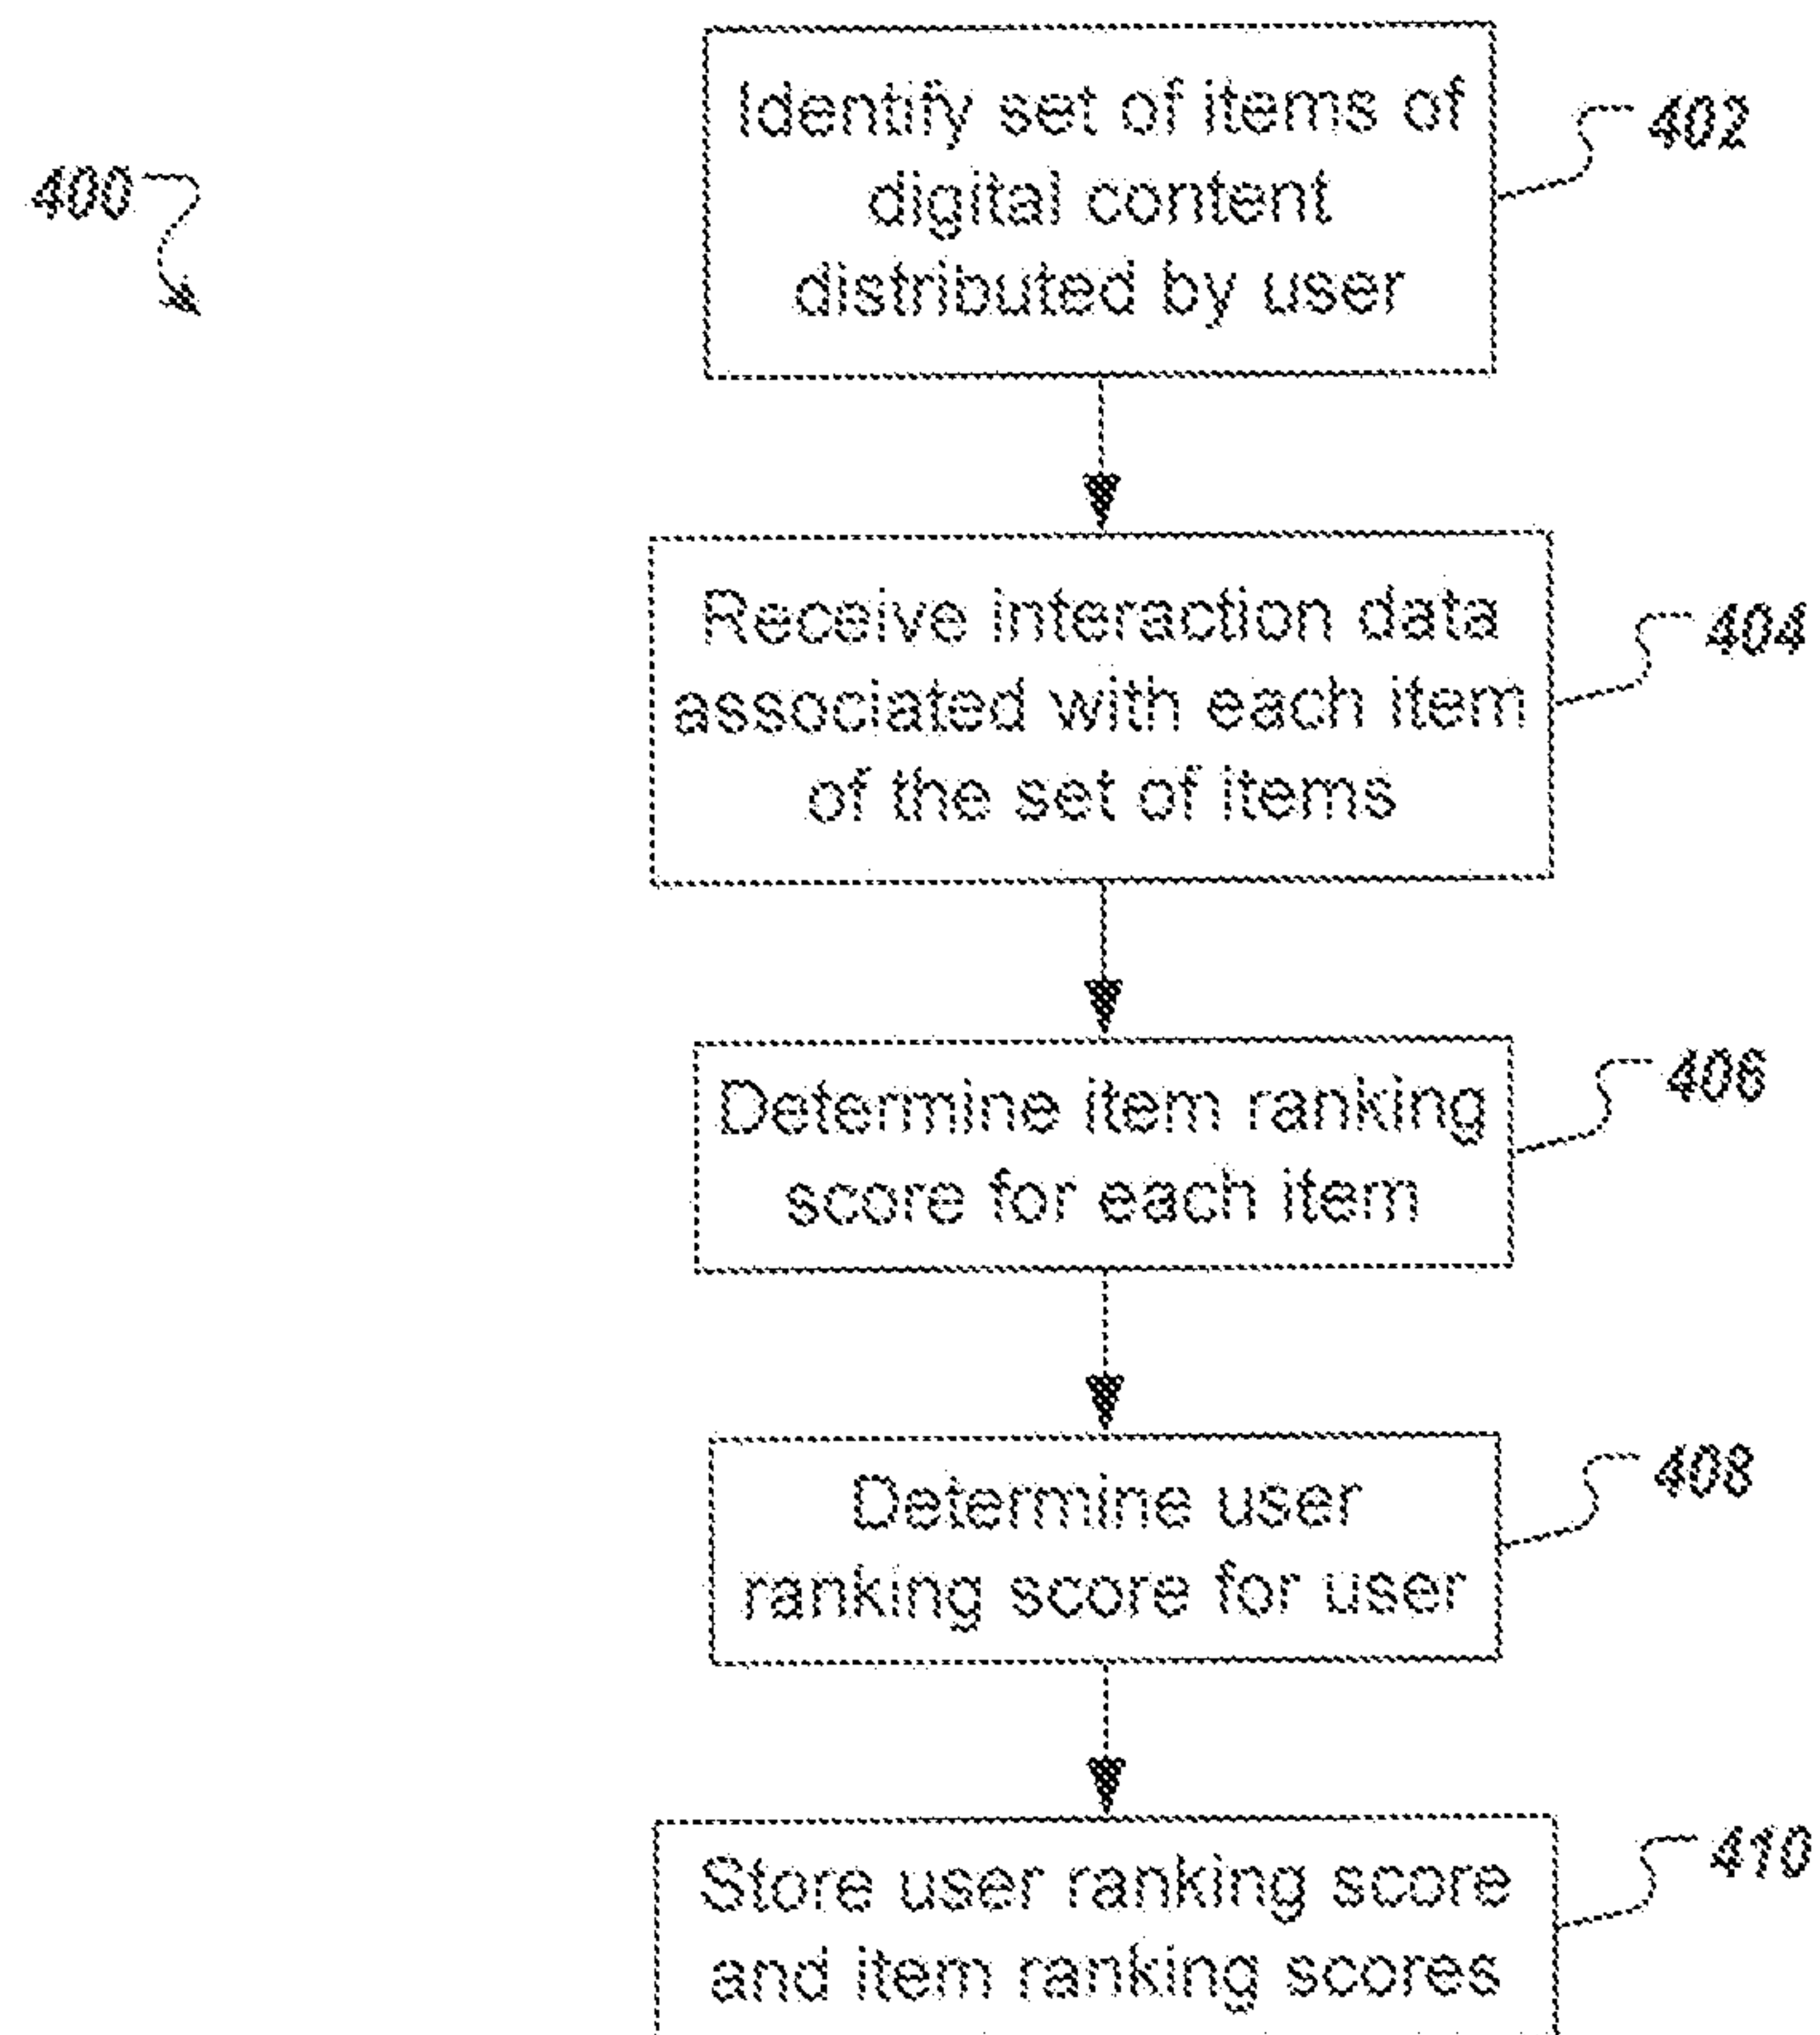 400
Identify set of items of
digital content
distributed by user
402
Receive interaction data
associated with each item
of the set of items
404
Determine item ranking
score for each item
406
Determine user
ranking score for user
408
Store user ranking score
and item ranking scores
410